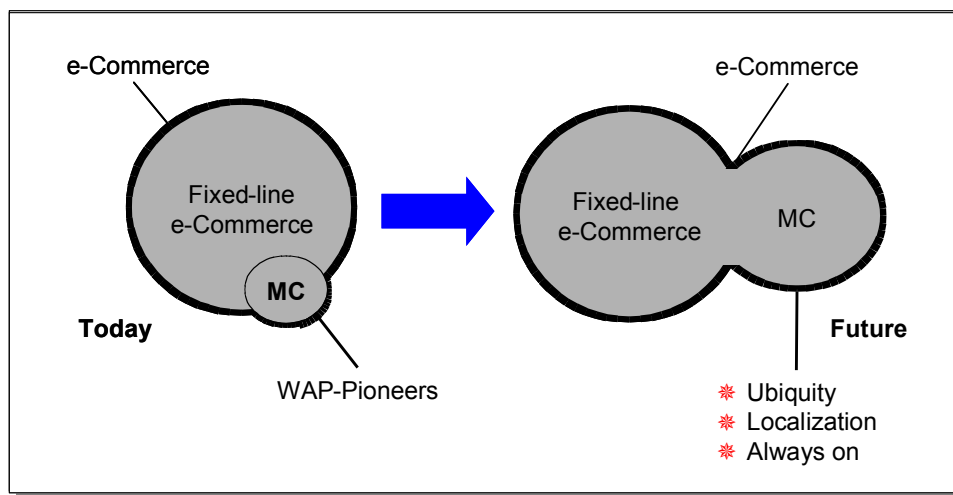 e-Commerce
Fixed-line
e-Commerce
MC
Today
WAP-Pioneers
e-Commerce
Fixed-line
e-Commerce
MC
Future
Ubiquity
Localization
Always on